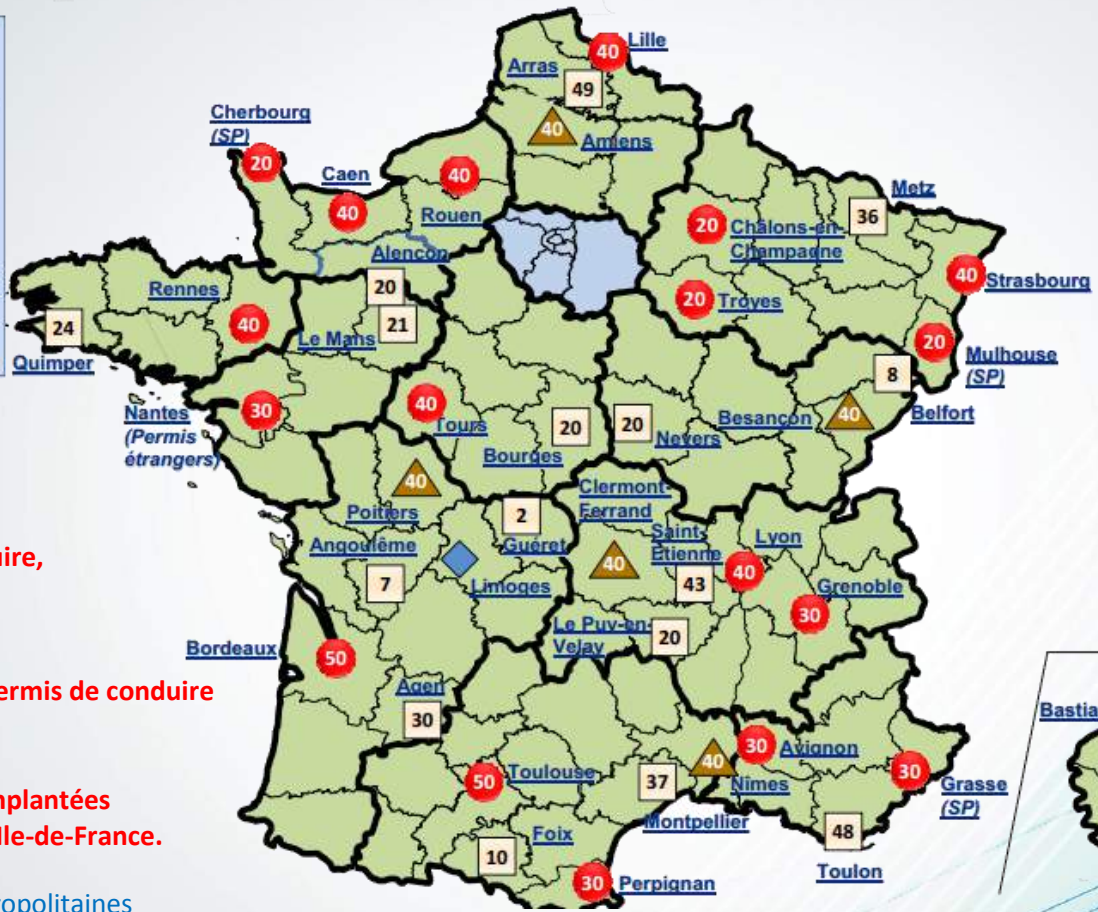 40
Lille
Arras
49
Cherbourg
(SP)
40
Amiens
20
Caen
40
Metz
40
Rouen
36
20
Châlons-en-
Champagne
Alençon
40
Strasbourg
Rennes
20
20
Troyes
24
40
Le Mans
21
20
Mulhouse
(SP)
Quimper
8
Nantes
(Permis
étrangers)
30
40
Tours
Besançon
40
Belfort
20
20
Nevers
Bourges
40
Poitiers
Clermont-
Ferrand
2
Guéret
Saint-
Etienne
Lyon
uire,
Angoulême
40
40
7
Limoges
43
Grenoble
30
Bordeaux
50
Le Puy-en-
Velay
20
ermis de conduire
Agen
30
Bastia
30
Avignon
50
Toulouse
40
Nîmes
30
Grasse
(SP)
37
Montpellier
mplantées
Ile-de-France.
Foix
10
48
Toulon
30
Perpignan
opolitaines